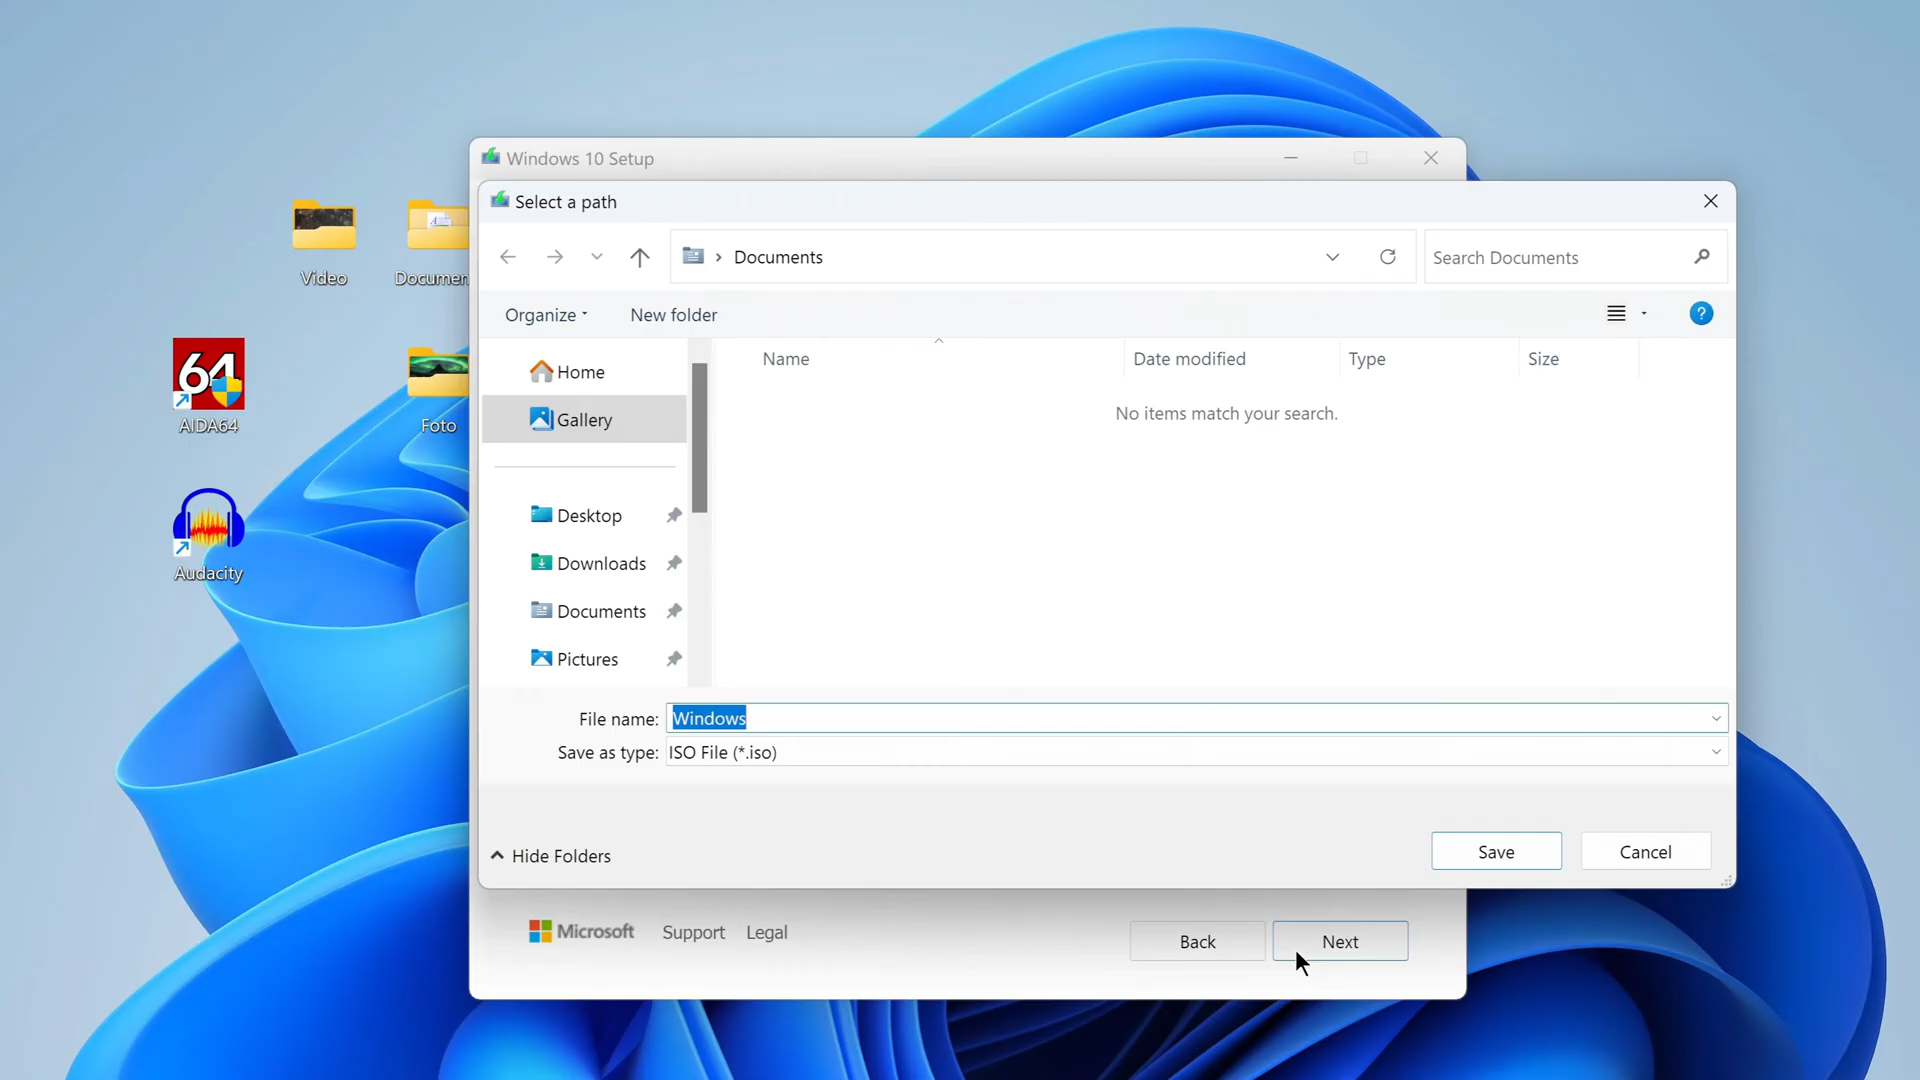 Windows 10 Setup
Select a path
Documents
Search Documents
Organize
New folder
?
Name
Date modified
Type
Size
Home
Gallery
No items match your search.
Desktop
Downloads
Documents
Pictures
File name:
Windows
Save as type:
ISO File (*.iso)
Hide Folders
Save
Cancel
Microsoft
Support
Legal
Back
Next
Video
Documen
64
AIDA64
Foto
Audacity